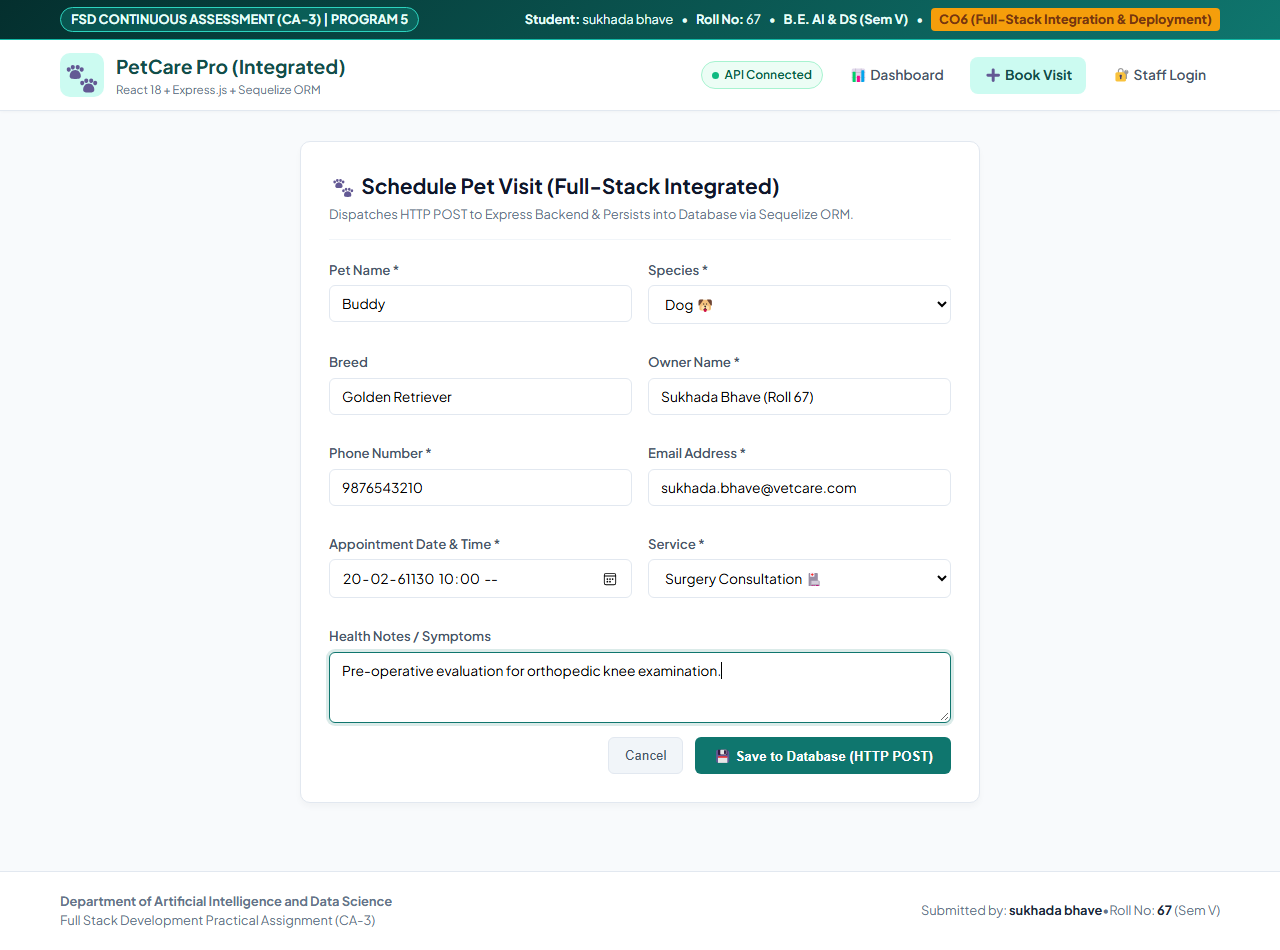 FSD CONTINUOUS ASSESSMENT (CA-3) | PROGRAM 5
Student: sukhada bhave • Roll No: 67 • B.E. AI & DS (Sem V) • CO6 (Full-Stack Integration & Deployment)
PetCare Pro (Integrated)
React 18 + Express.js + Sequelize ORM
API Connected
Dashboard
Book Visit
Staff Login
Schedule Pet Visit (Full-Stack Integrated)
Dispatches HTTP POST to Express Backend & Persists into Database via Sequelize ORM.
Pet Name * Species *
Buddy Dog
Breed Owner Name *
Golden Retriever Sukhada Bhave (Roll 67)
Phone Number * Email Address *
9876543210 sukhada.bhave@vetcare.com
Appointment Date & Time * Service *
20-02-61130 10:00 -- Surgery Consultation
Health Notes / Symptoms
Pre-operative evaluation for orthopedic knee examination.
Cancel Save to Database (HTTP POST)
Department of Artificial Intelligence and Data Science
Full Stack Development Practical Assignment (CA-3)
Submitted by: sukhada bhave•Roll No: 67 (Sem V)